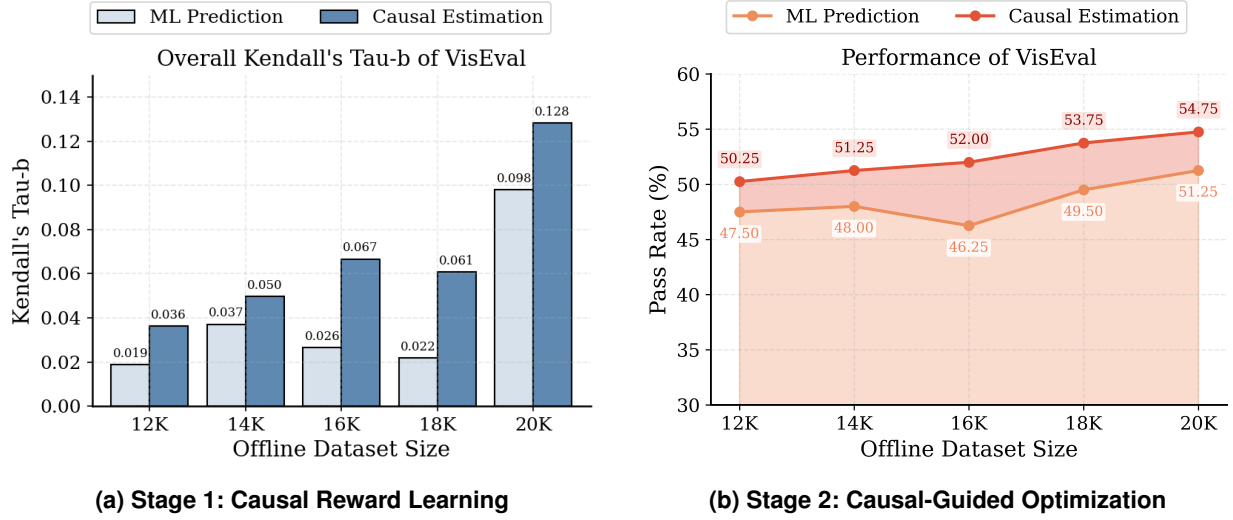 ML Prediction
Causal Estimation
Overall Kendall's Tau-b of VisEval
Kendall's Tau-b
0.14
0.12
0.10
0.08
0.06
0.04
0.02
0.00
0.019
0.036
0.037
0.050
0.026
0.067
0.022
0.061
0.098
0.128
12K
14K
16K
18K
20K
Offline Dataset Size
(a) Stage 1: Causal Reward Learning
ML Prediction
Causal Estimation
Performance of VisEval
Pass Rate (%)
60
55
50
45
40
35
30
50.25
51.25
52.00
53.75
54.75
47.50
48.00
46.25
49.50
51.25
12K
14K
16K
18K
20K
Offline Dataset Size
(b) Stage 2: Causal-Guided Optimization